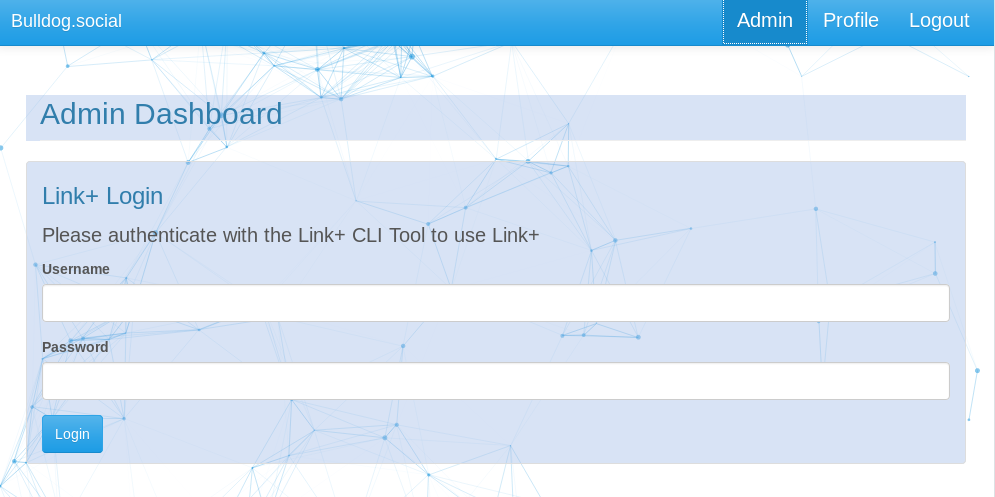 Bulldog.social Admin Profile Logout
Admin Dashboard
Link+ Login
Please authenticate with the Link+ CLI Tool to use Link+
Username
Password
Login